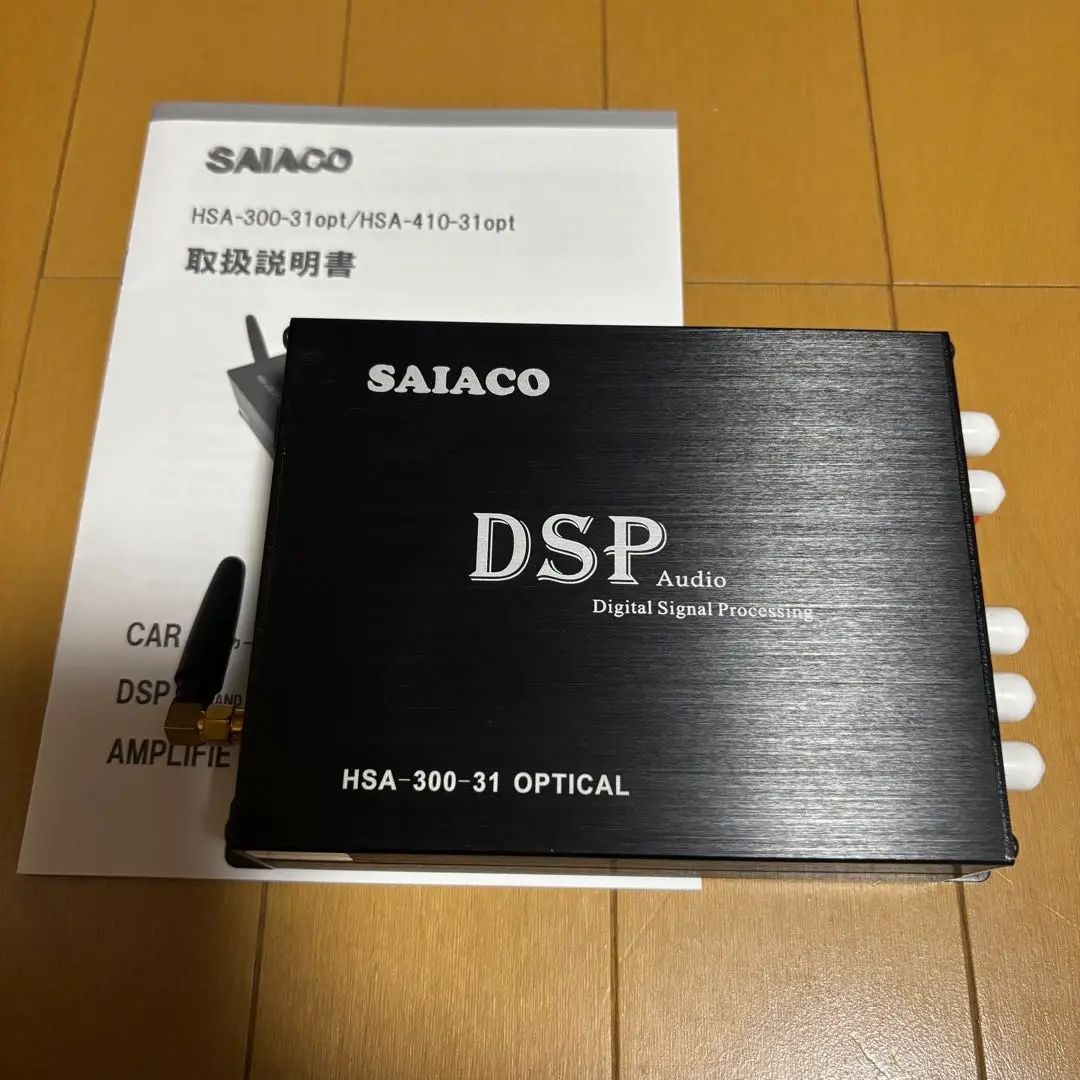 SAIACO
HSA-300-31opt/HSA-410-31opt
取扱説明書
SAIACO
DSP Audio
Digital Signal Processing
CAR
DSP
AND
AMPLIFIE
HSA-300-31 OPTICAL